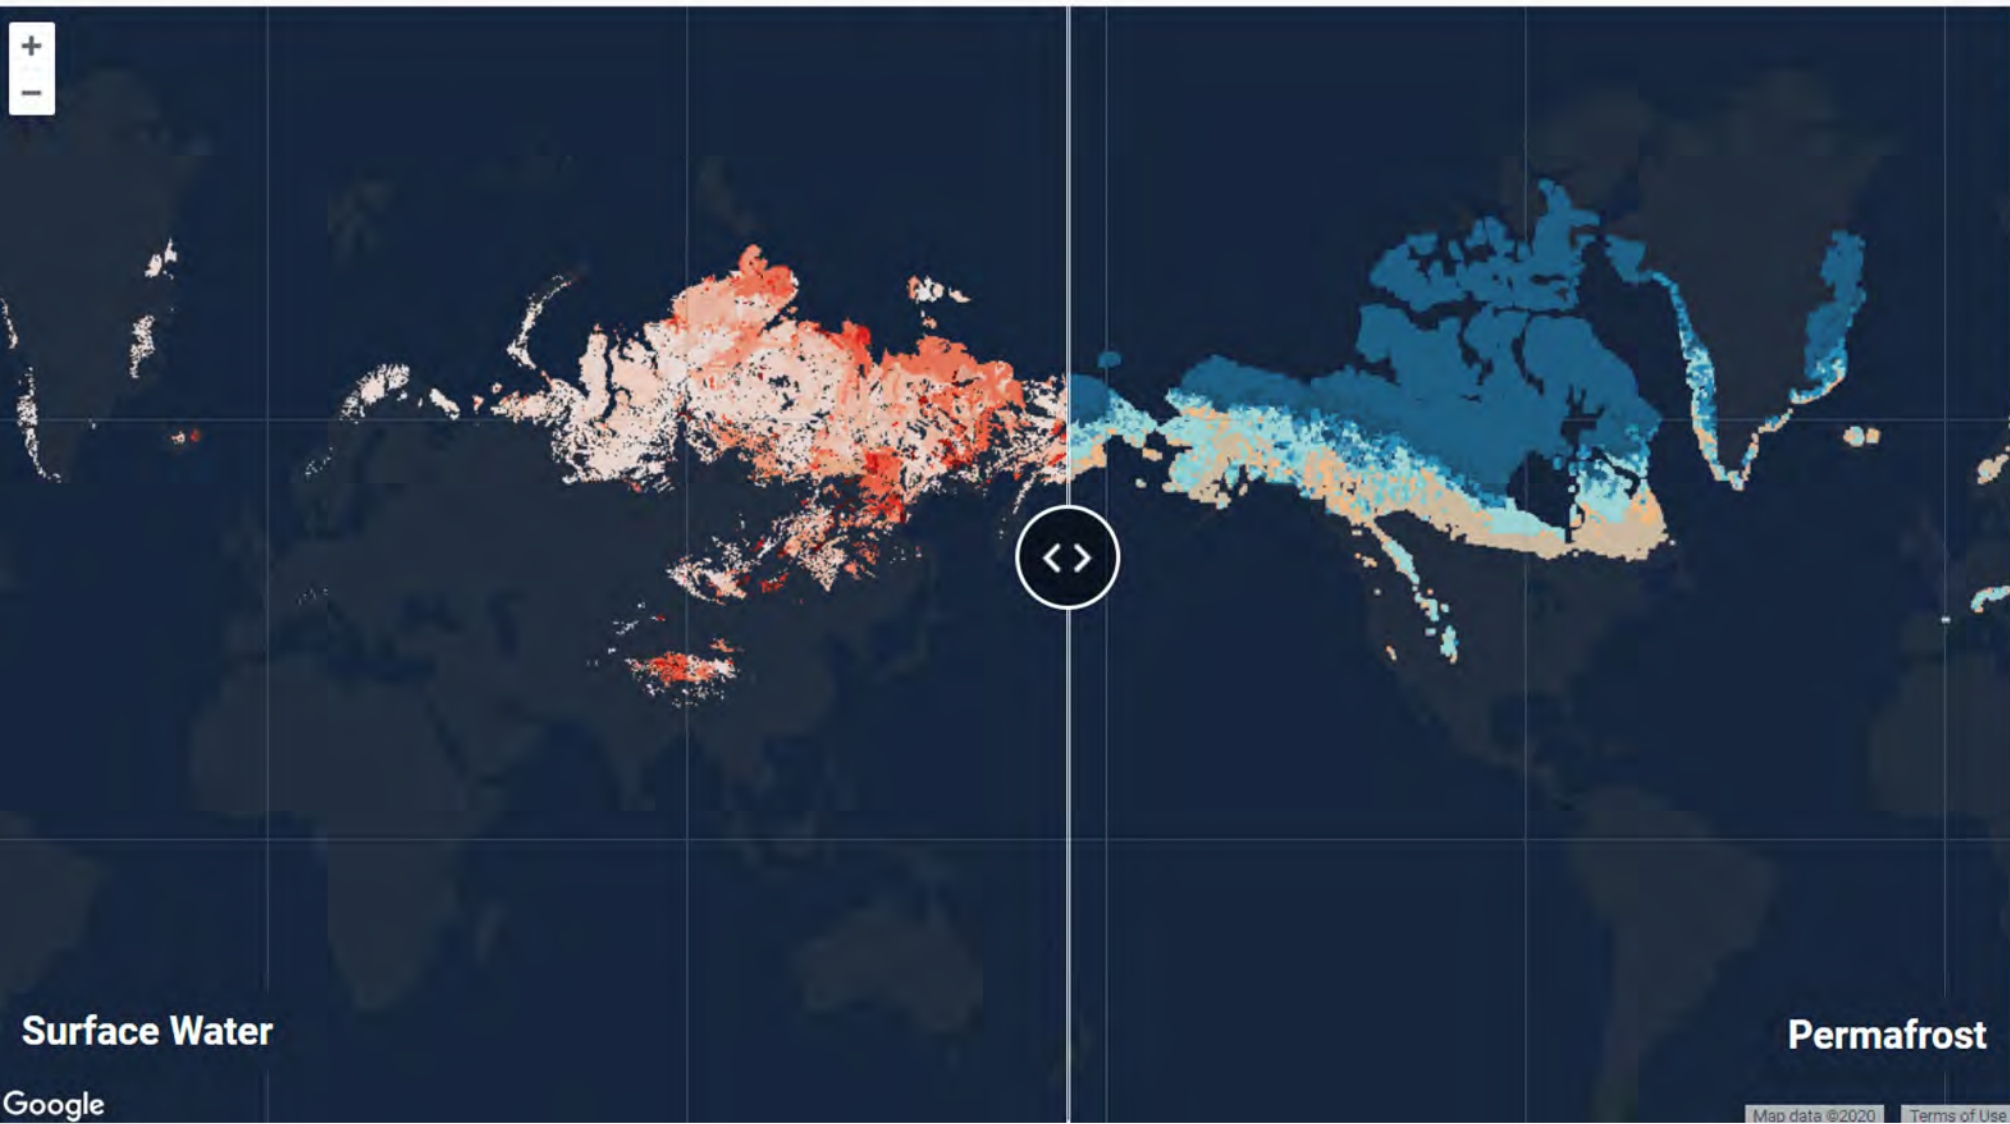 +
−
< >
Surface Water
Permafrost
Google
Map data ©2020
Terms of Use